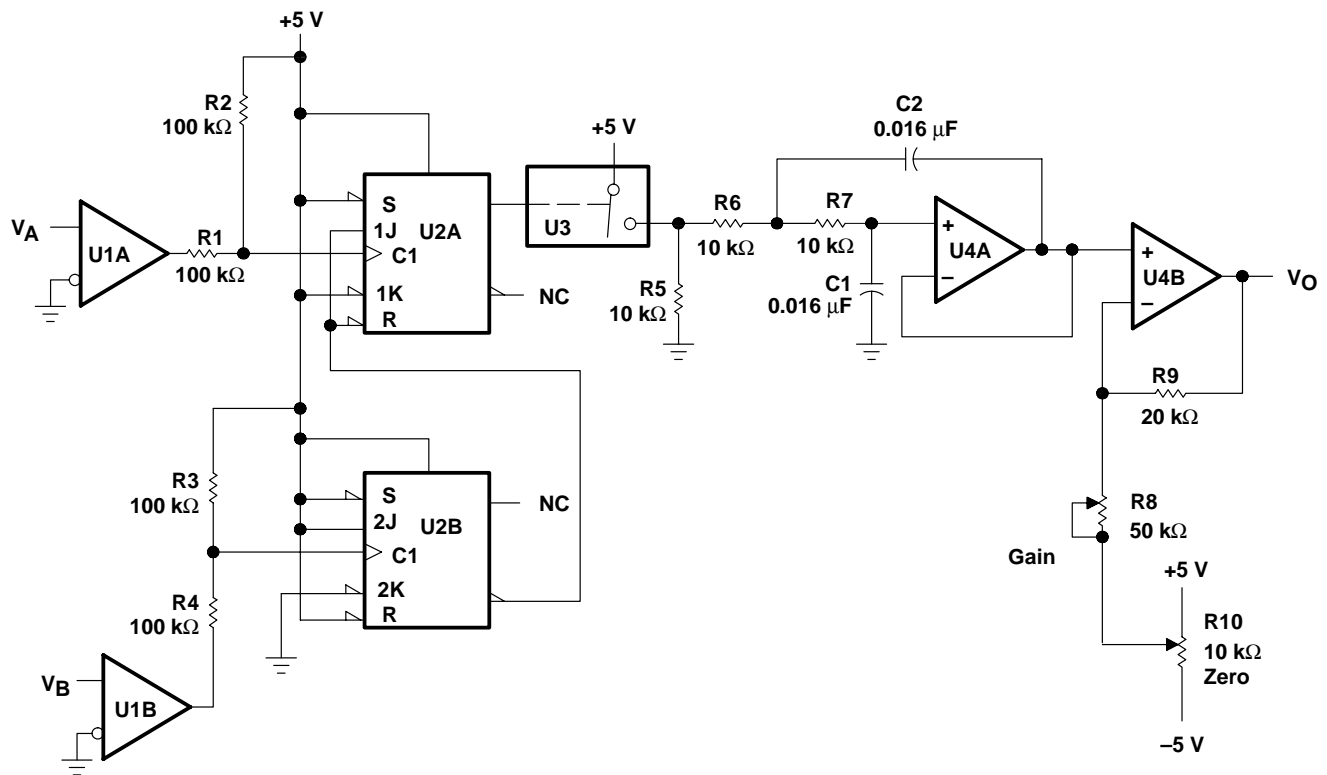 +5 V
R2
100 kΩ
VA
U1A
R1
100 kΩ
S
1J
C1
1K
R
U2A
NC
+5 V
U3
R5
10 kΩ
R6
10 kΩ
C2
0.016 μF
R7
10 kΩ
C1
0.016 μF
+
–
U4A
+
–
U4B
VO
R9
20 kΩ
R8
50 kΩ
Gain
+5 V
R10
10 kΩ
Zero
–5 V
R3
100 kΩ
R4
100 kΩ
S
2J
C1
2K
R
U2B
NC
VB
U1B